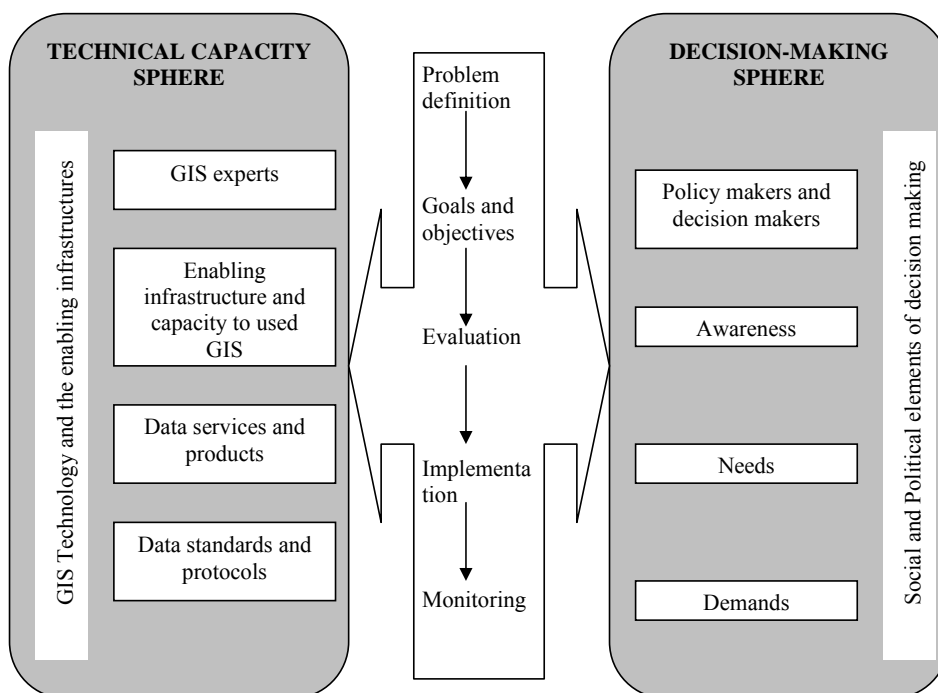 TECHNICAL CAPACITY
SPHERE
GIS Technology and the enabling infrastructures
GIS experts
Enabling
infrastructure and
capacity to used
GIS
Data services and
products
Data standards and
protocols
Problem
definition
Goals and
objectives
Evaluation
Implementa
tion
Monitoring
DECISION-MAKING
SPHERE
Policy makers and
decision makers
Awareness
Needs
Demands
Social and Political elements of decision making